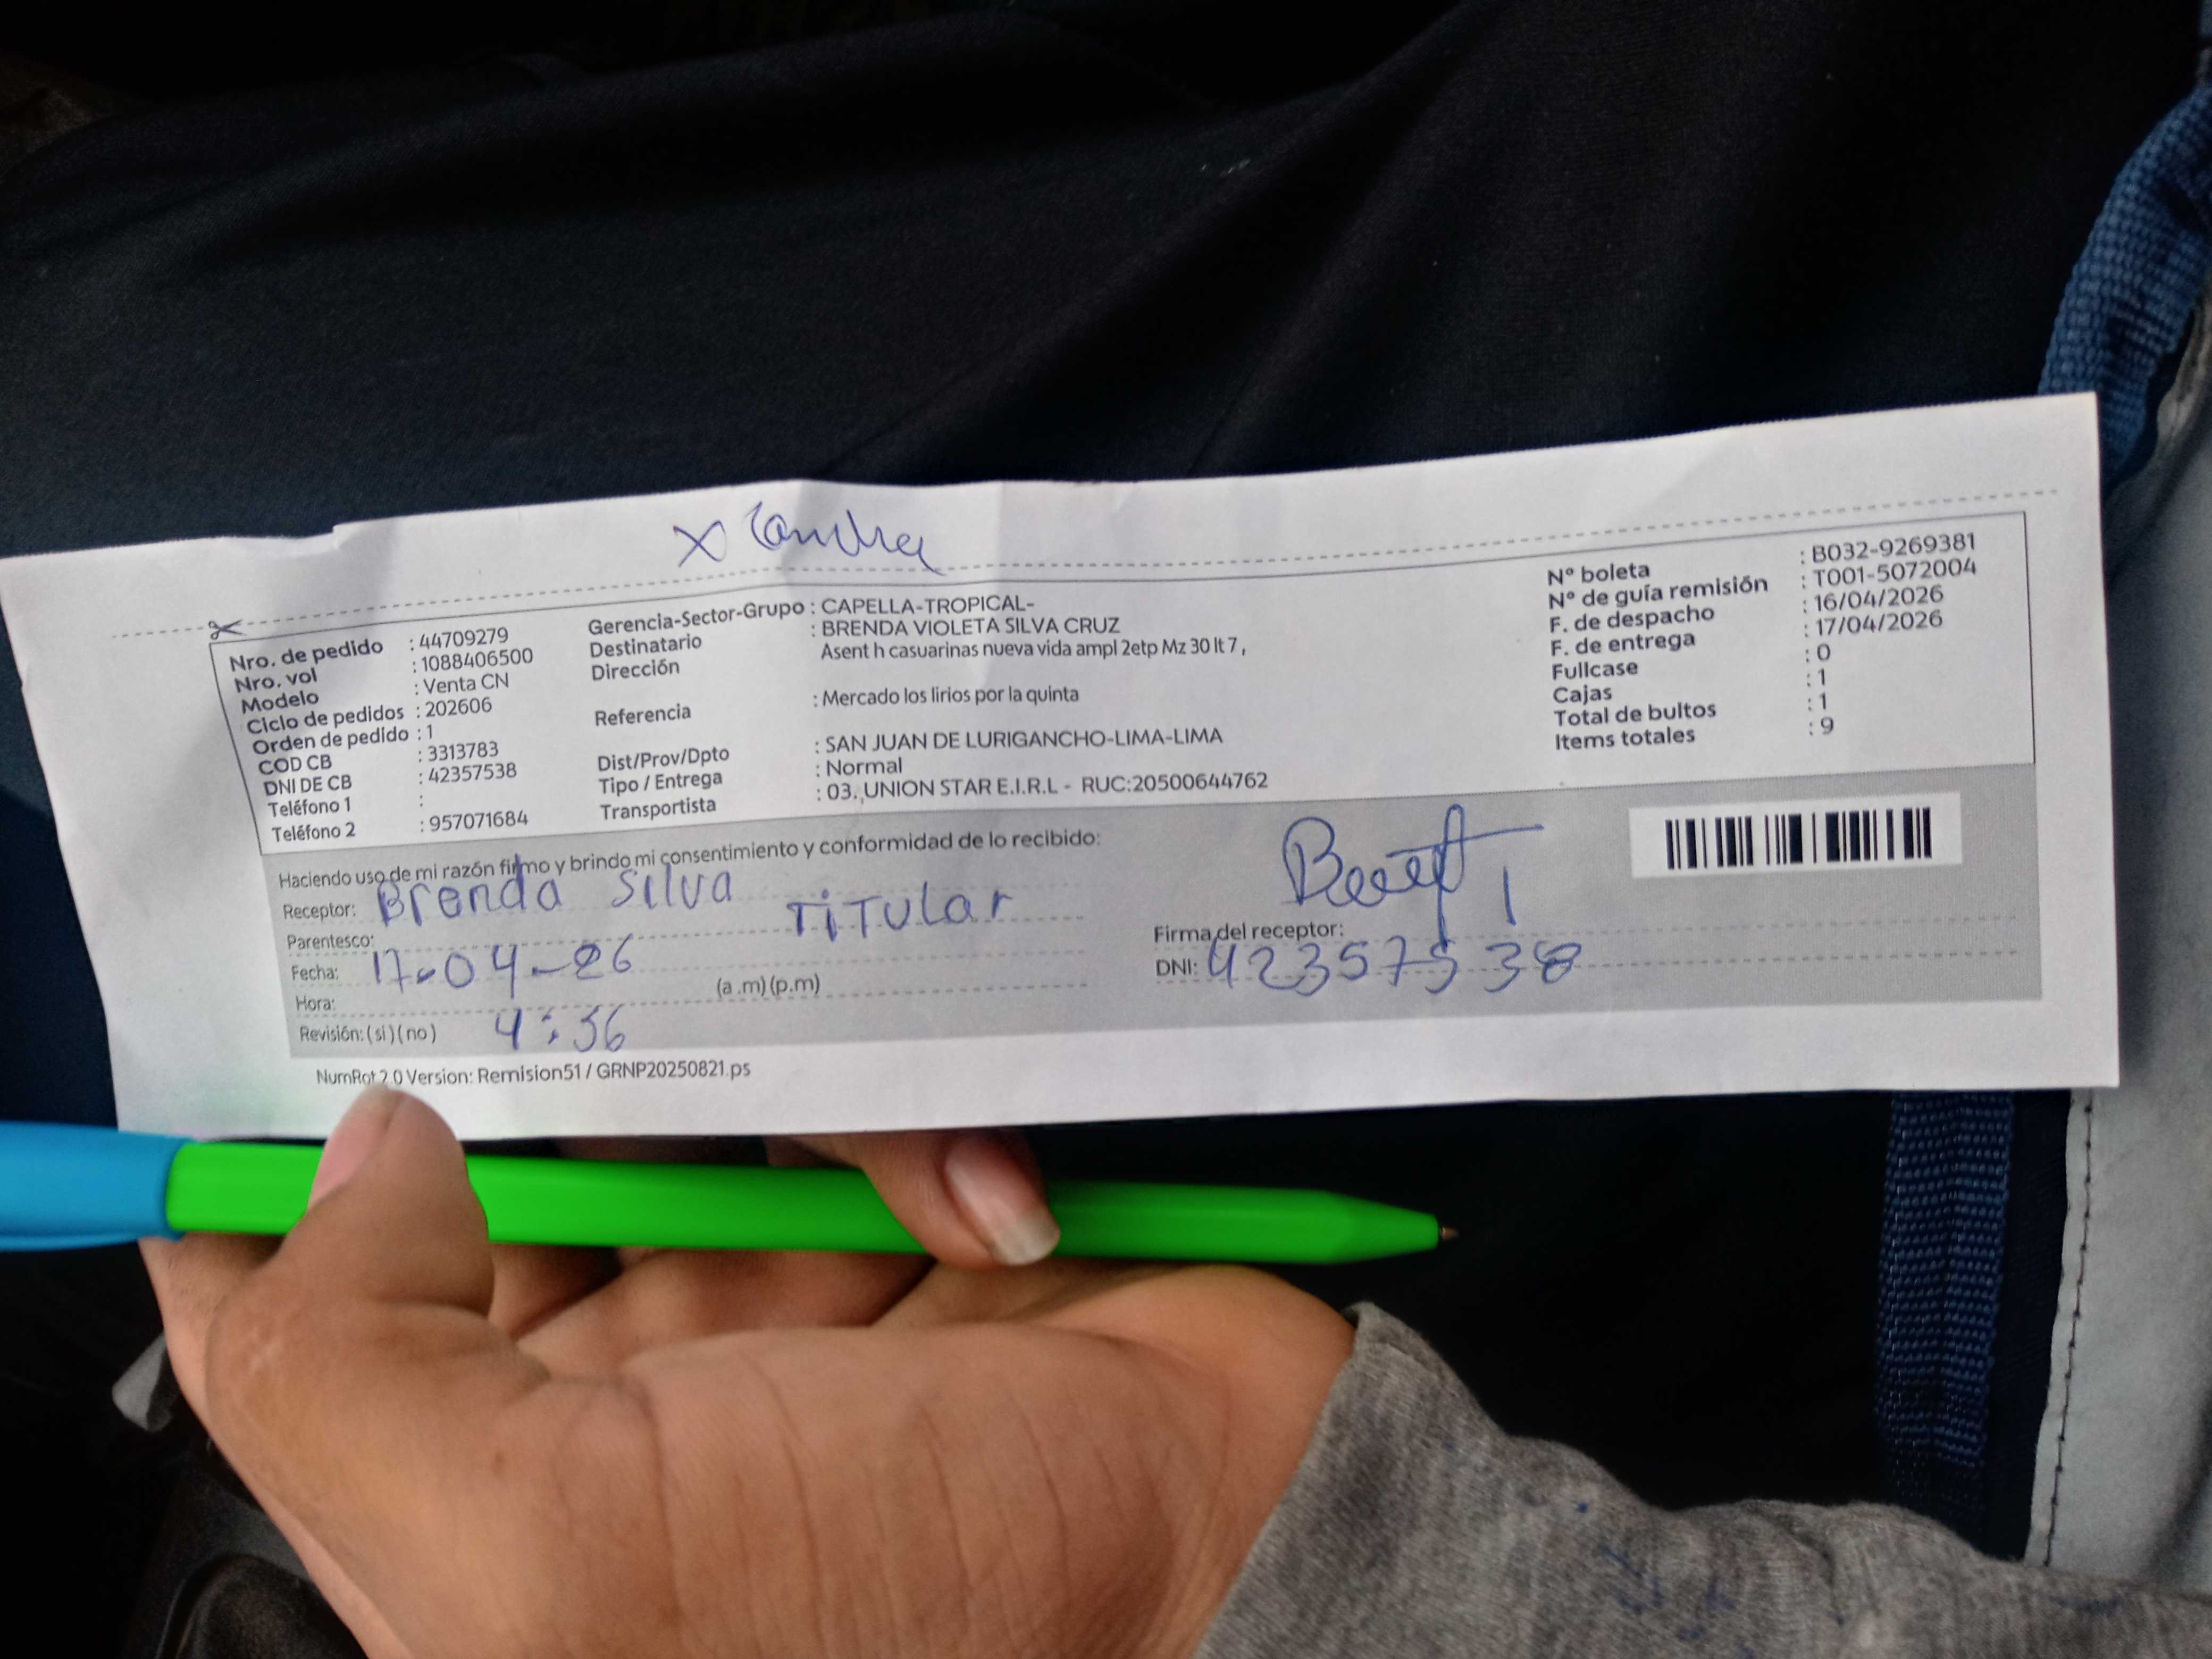 X
Nro. de pedido : 44709279
Nro. vol : 1088406500
Modelo : Venta CN
Ciclo de pedidos : 202606
Orden de pedido : 1
COD CB : 3313783
DNI DE CB : 42357538
Teléfono 1 :
Teléfono 2 : 957071684
Gerencia-Sector-Grupo : CAPELLA-TROPICAL-
Destinatario : BRENDA VIOLETA SILVA CRUZ
Dirección Asent h casuarinas nueva vida ampl 2etp Mz 30 lt 7 ,
Referencia : Mercado los lirios por la quinta
Dist/Prov/Dpto : SAN JUAN DE LURIGANCHO-LIMA-LIMA
Tipo / Entrega : Normal
Transportista : 03. UNION STAR E.I.R.L - RUC:20500644762
N° boleta : B032-9269381
N° de guía remisión : T001-5072004
F. de despacho : 16/04/2026
F. de entrega : 17/04/2026
Fullcase : 0
Cajas : 1
Total de bultos : 1
Items totales : 9
Haciendo uso de mi razón firmo y brindo mi consentimiento y conformidad de lo recibido:
Receptor: Brenda Silva
Parentesco: TiTular
Fecha: 17-04-26
Hora: (a .m) (p.m)
Revisión: ( si ) ( no ) 4:36
Firma del receptor:
DNI: 42357538
NumRot 2.0 Version: Remision51 / GRNP20250821.ps